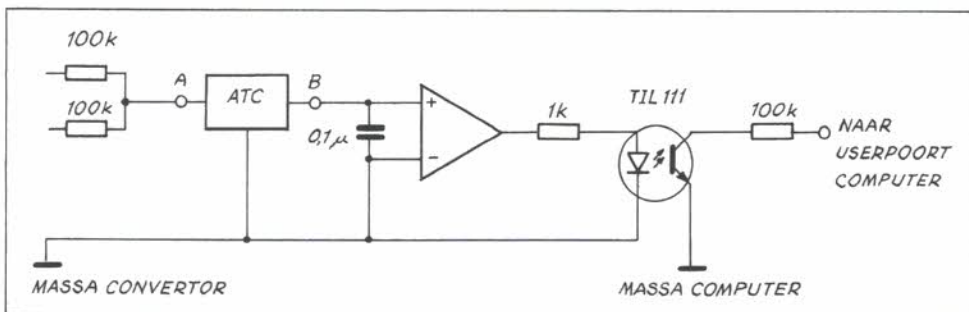 100k
100k
A
ATC
B
0,1µ
+
−
1k
TIL 111
100k
NAAR
USERPOORT
COMPUTER
MASSA CONVERTOR
MASSA COMPUTER